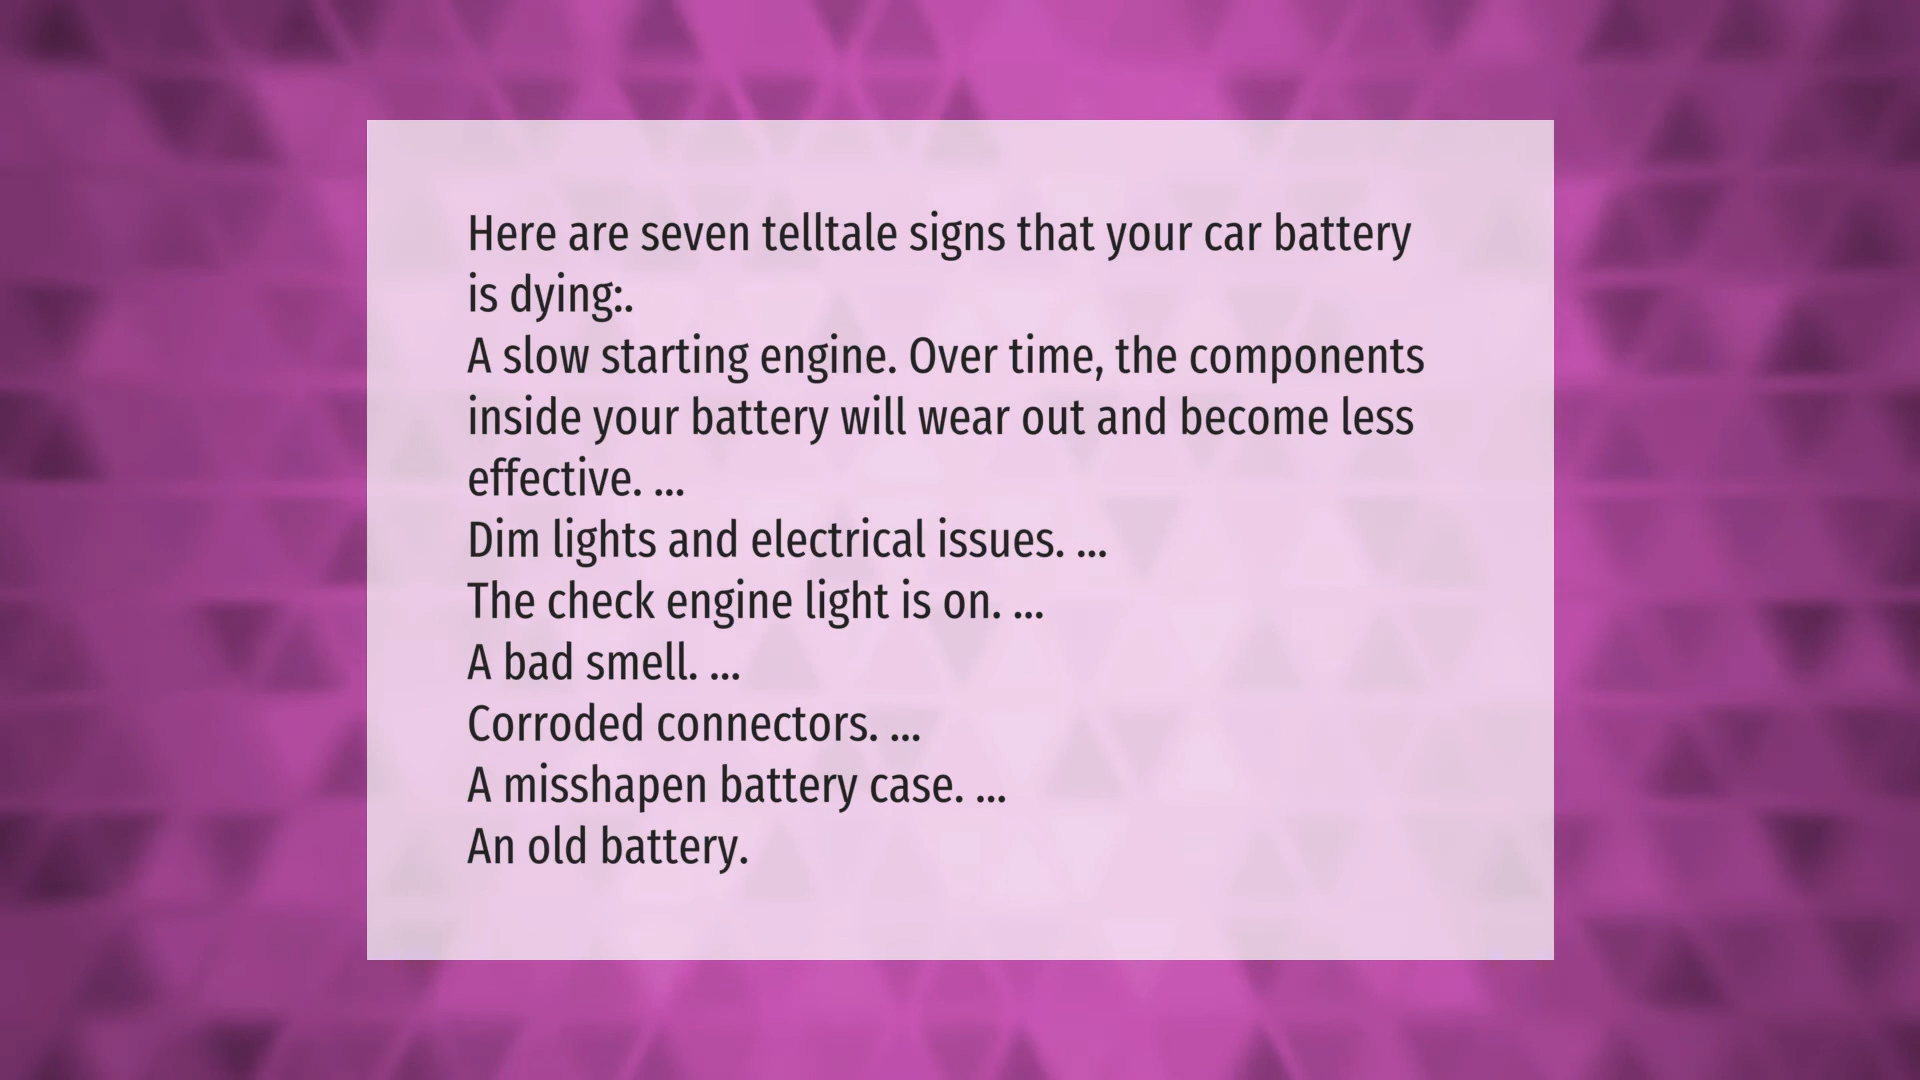 Here are seven telltale signs that your car battery
is dying:.
A slow starting engine. Over time, the components
inside your battery will wear out and become less
effective. ...
Dim lights and electrical issues. ...
The check engine light is on. ...
A bad smell. ...
Corroded connectors. ...
A misshapen battery case. ...
An old battery.